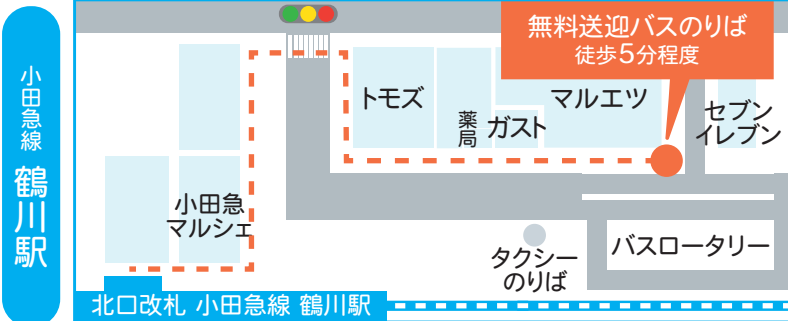 小田急線 鶴川駅
無料送迎バスのりば
徒歩5分程度
トモズ
薬局
ガスト
マルエツ
セブン
イレブン
小田急
マルシェ
タクシー
のりば
バスロータリー
北口改札 小田急線 鶴川駅